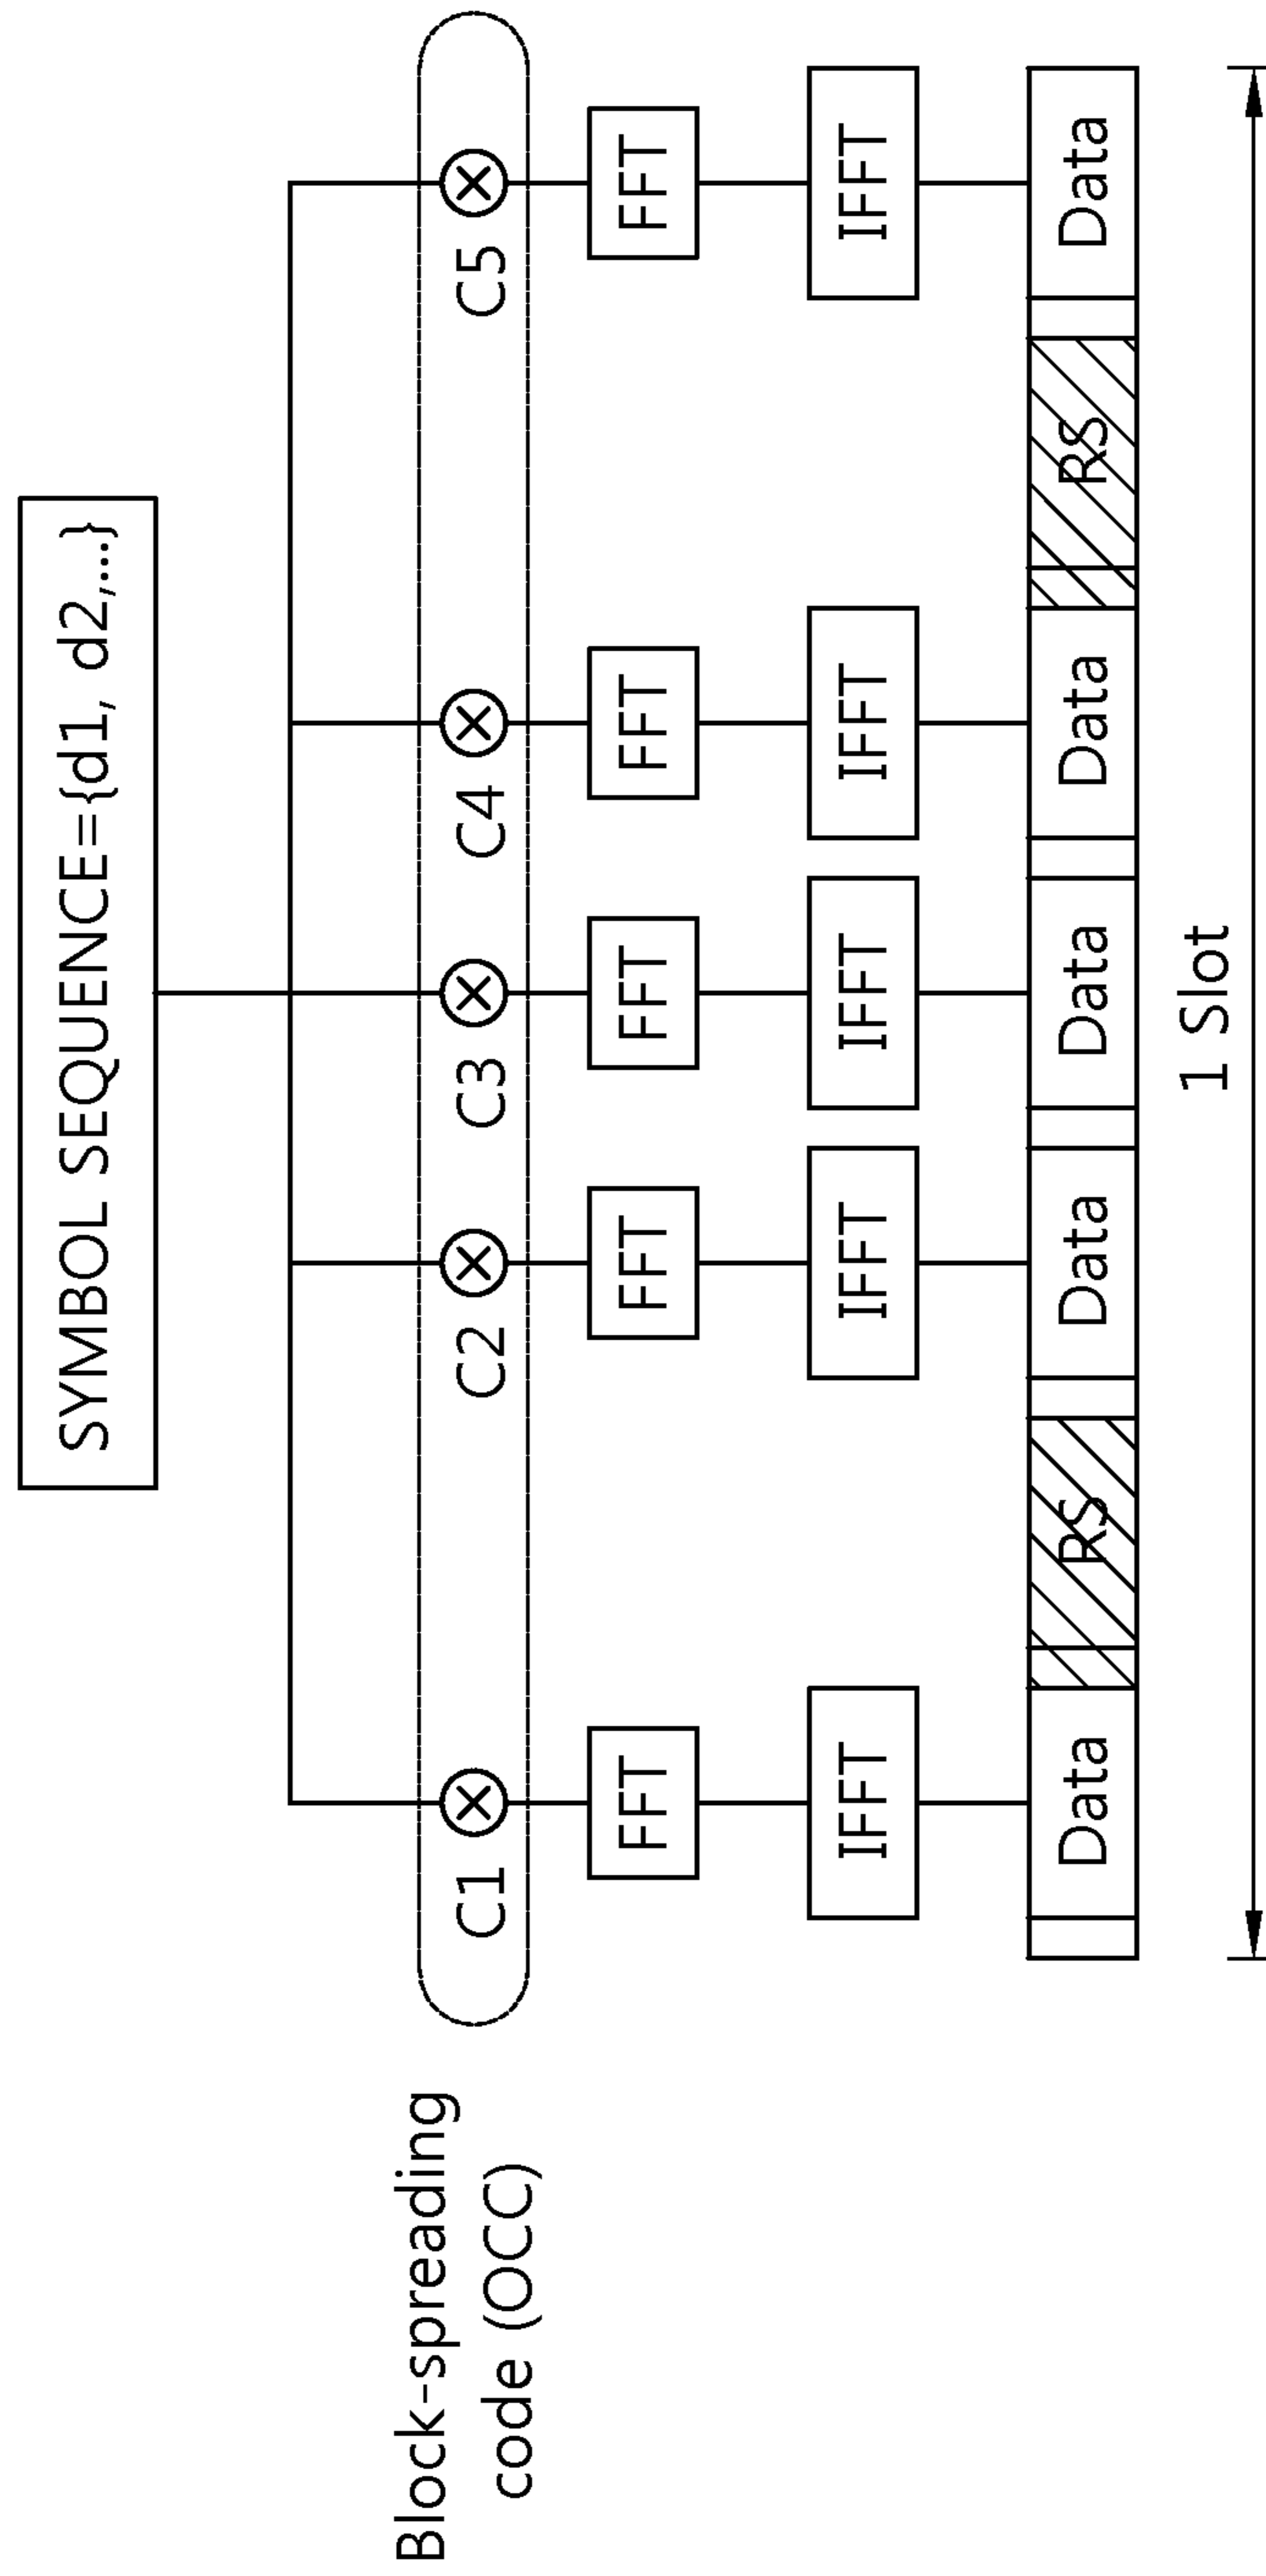 SYMBOL SEQUENCE={d1, d2,...}
Block-spreading
code (OCC)
C1 C2 C3 C4 C5
FFT FFT FFT FFT FFT
IFFT IFFT IFFT IFFT IFFT
Data RS Data Data Data RS Data
1 Slot